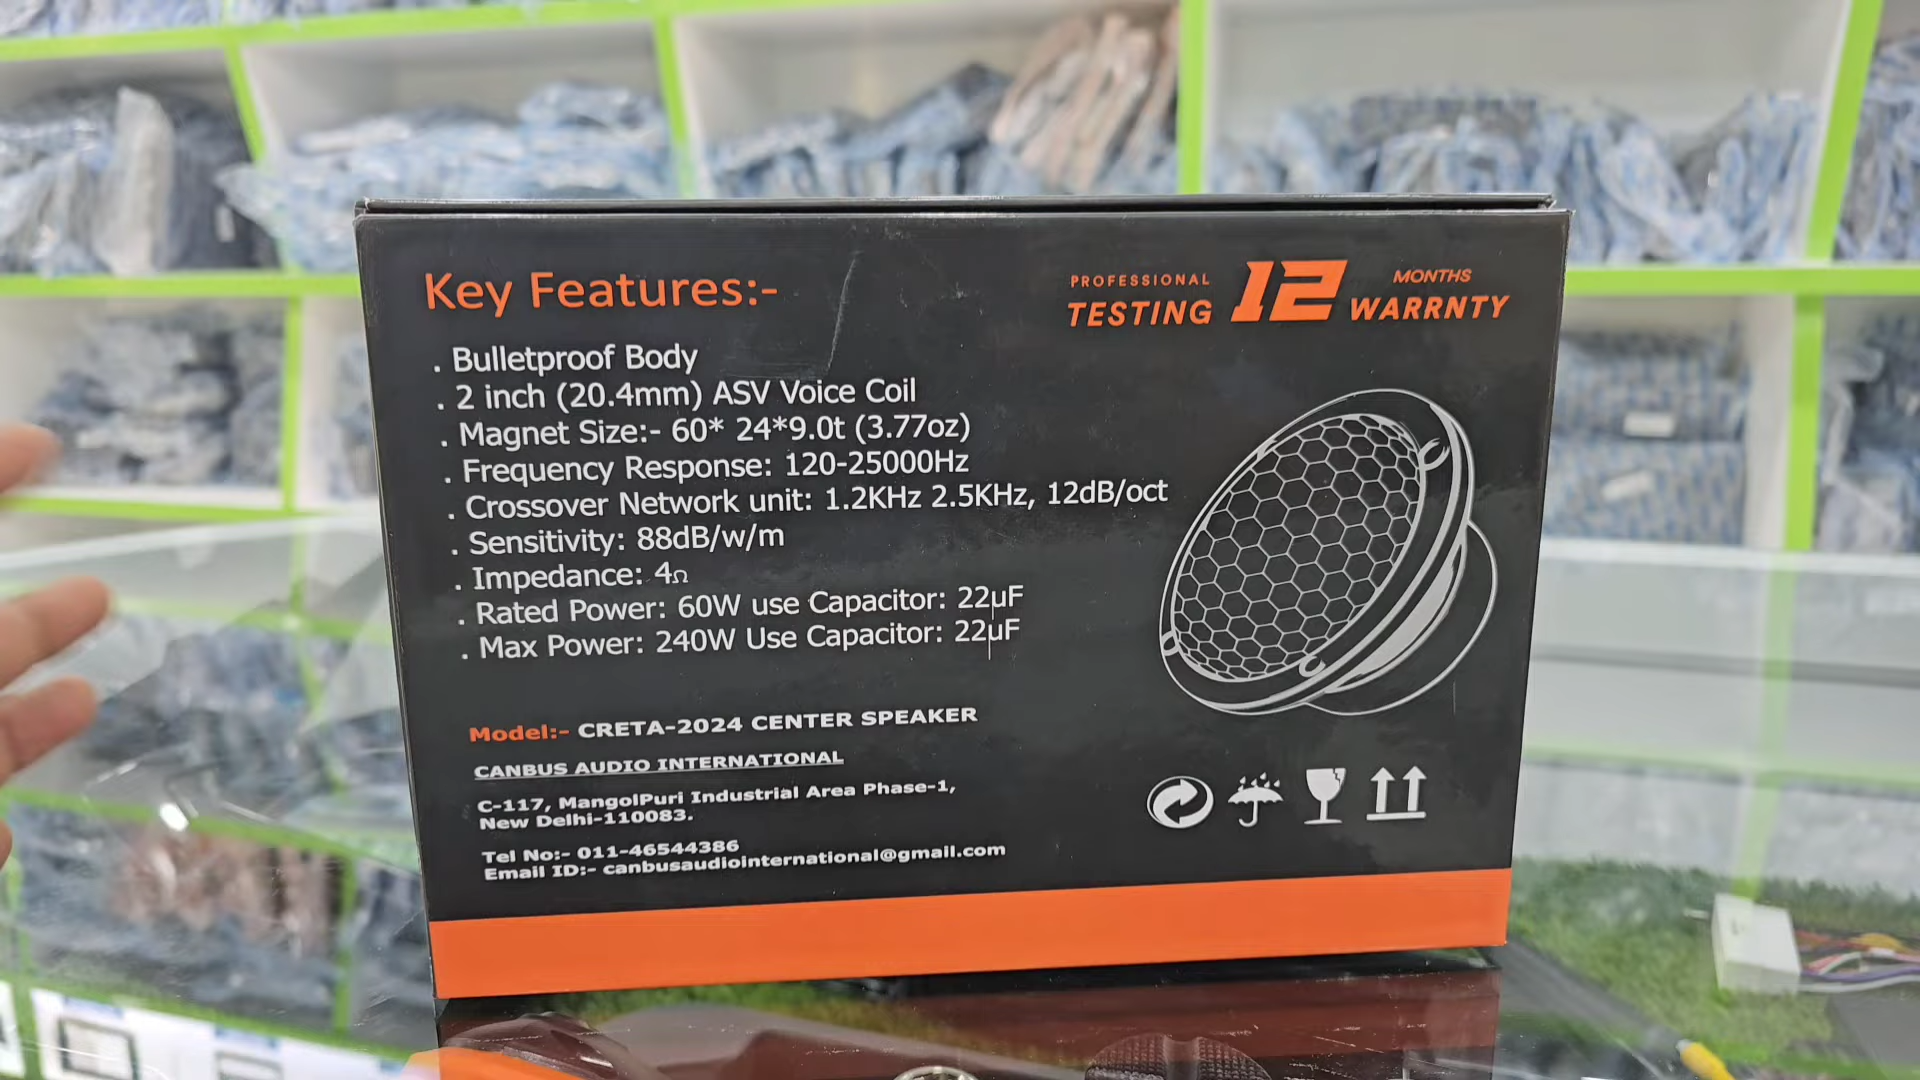 Key Features:-
PROFESSIONAL
TESTING
12
MONTHS
WARRNTY
. Bulletproof Body
. 2 inch (20.4mm) ASV Voice Coil
. Magnet Size:- 60* 24*9.0t (3.77oz)
. Frequency Response: 120-25000Hz
. Crossover Network unit: 1.2KHz 2.5KHz, 12dB/oct
. Sensitivity: 88dB/w/m
. Impedance: 4Ω
. Rated Power: 60W use Capacitor: 22µF
. Max Power: 240W Use Capacitor: 22µF
Model:- CRETA-2024 CENTER SPEAKER
CANBUS AUDIO INTERNATIONAL
C-117, MangolPuri Industrial Area Phase-1,
New Delhi-110083.
Tel No:- 011-46544386
Email ID:- canbusaudiointernational@gmail.com